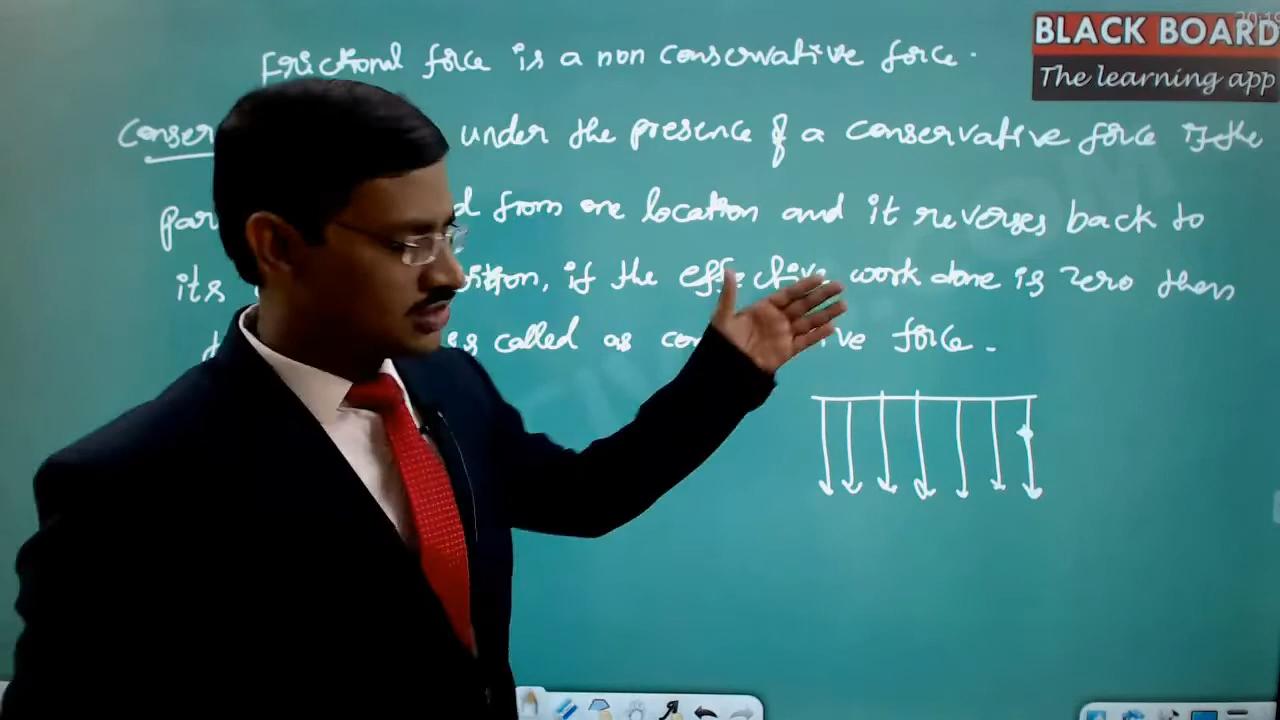 Frictional force is a non conservative force.
Conser under the presence of a conservative force if the
par d from one location and it reverses back to
its sition, if the effective work done is zero then
is called as con ve force.
BLACK BOARD
The learning app